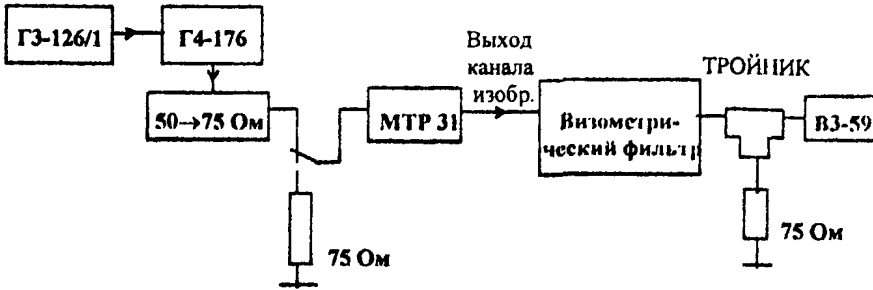 Г3-126/1
Г4-176
50→75 Ом
75 Ом
МТР 31
Выход
канала
изобр.
Визометри-
ческий фильтр
ТРОЙНИК
В3-59
75 Ом